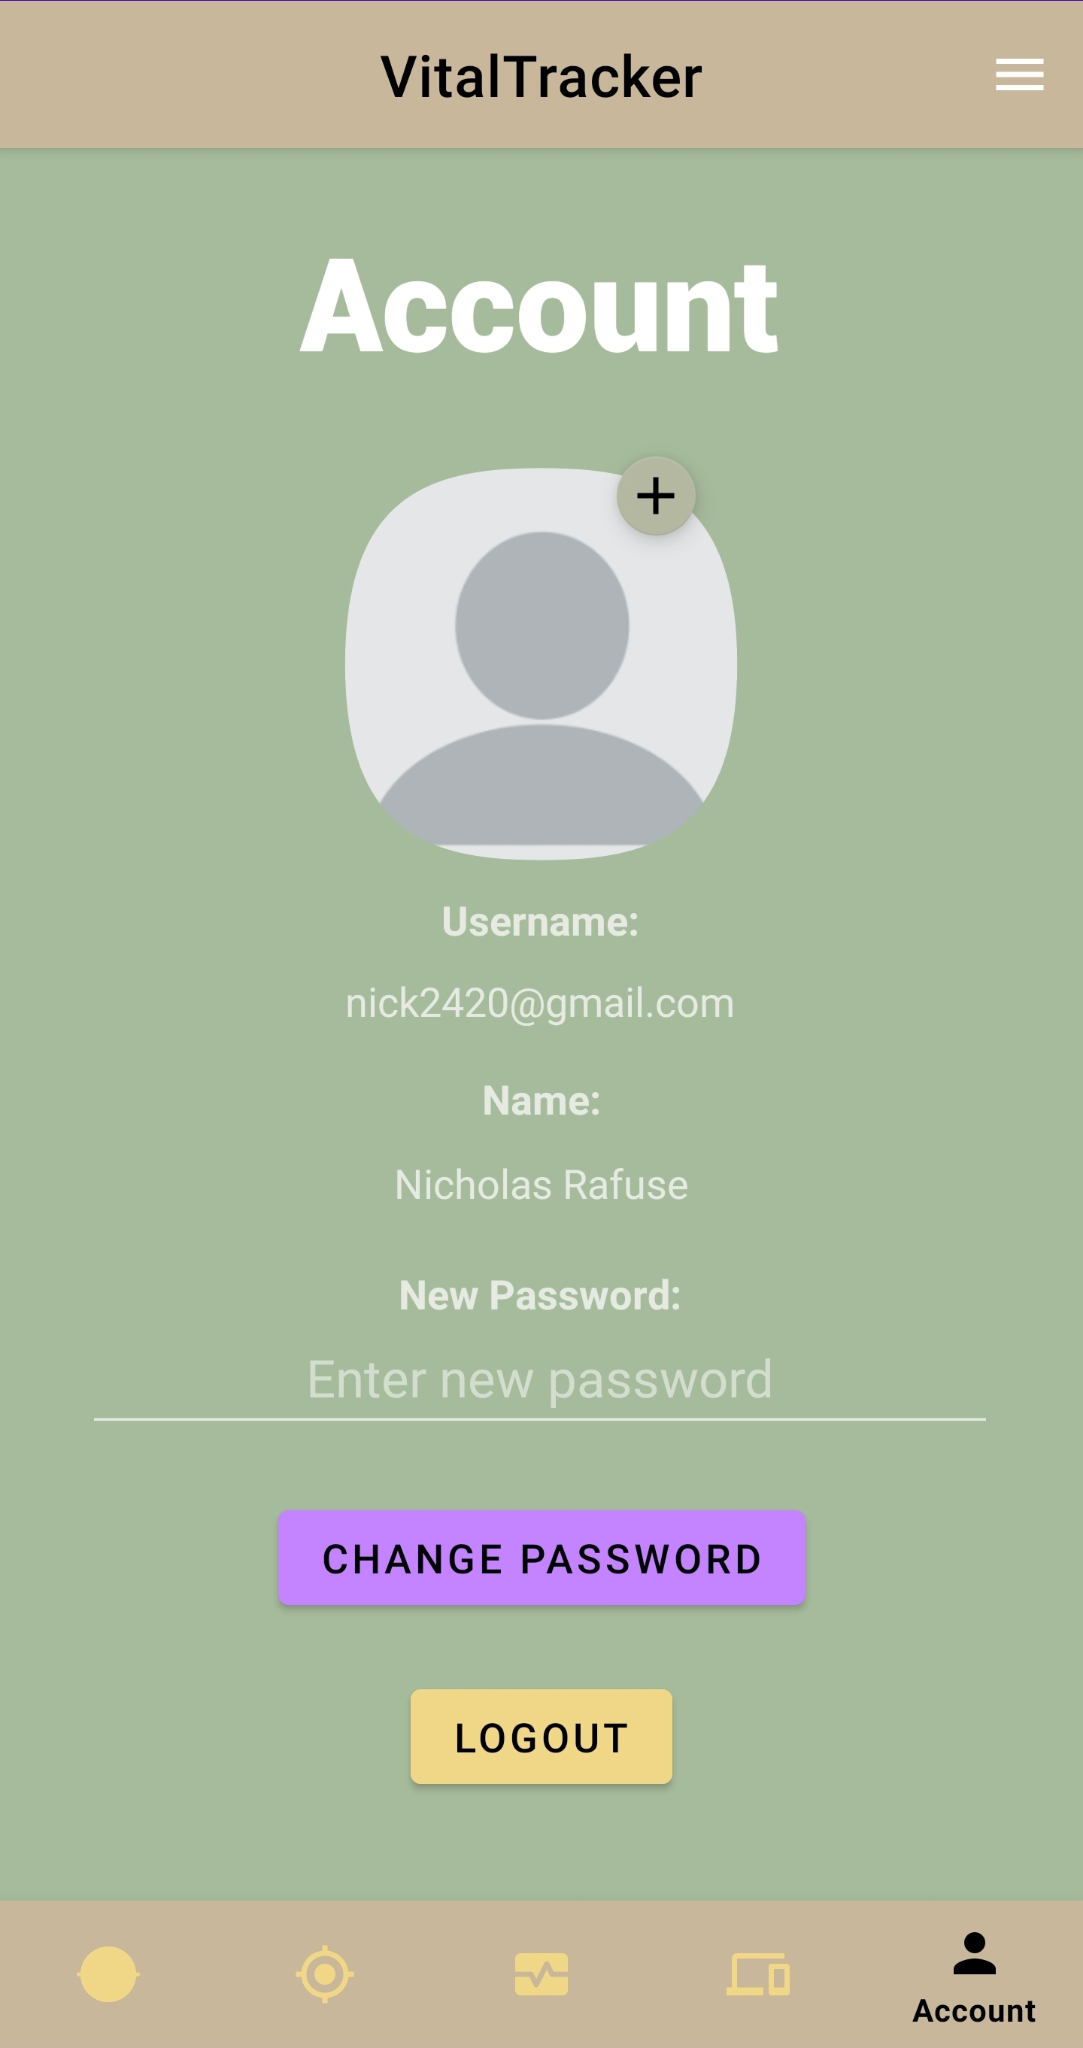 VitalTracker
Account
Username:
nick2420@gmail.com
Name:
Nicholas Rafuse
New Password:
Enter new password
CHANGE PASSWORD
LOGOUT
Account